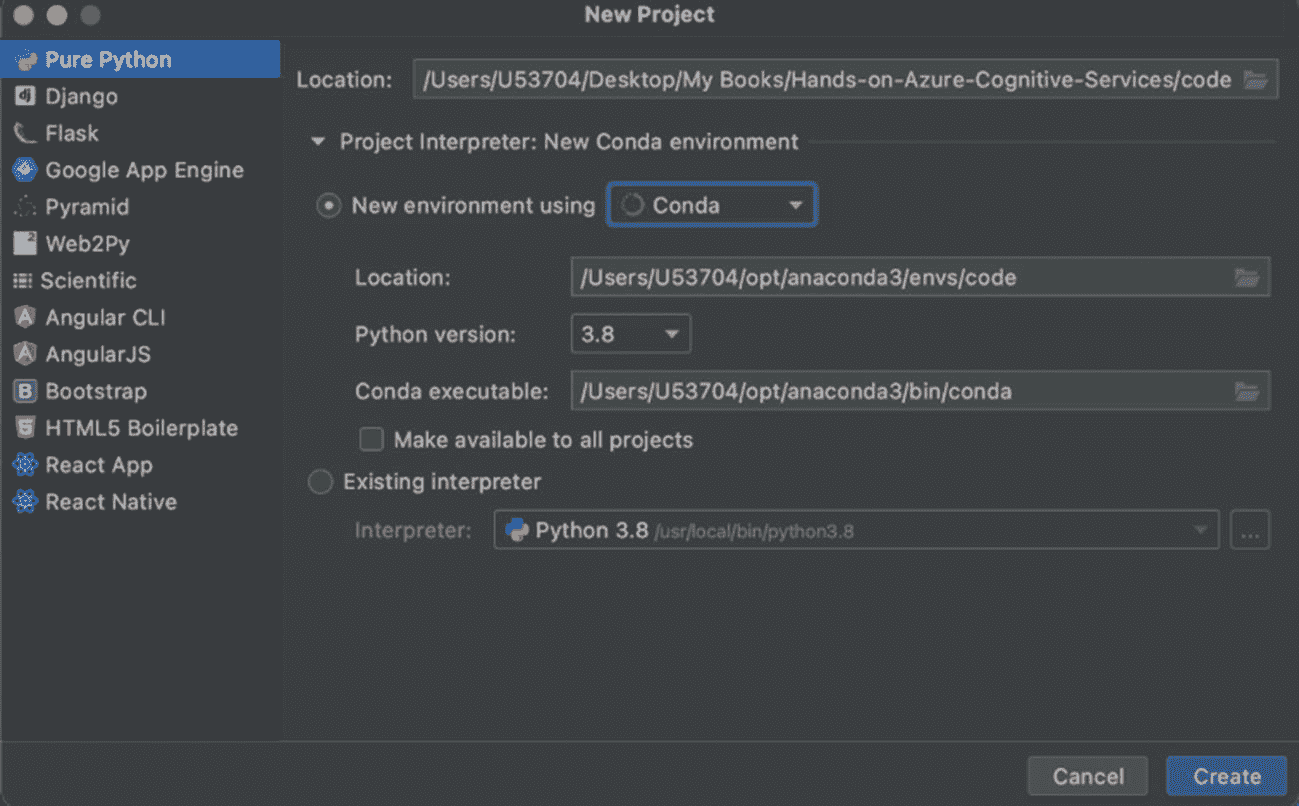 New Project
Pure Python
Django
Flask
Google App Engine
Pyramid
Web2Py
Scientific
Angular CLI
AngularJS
Bootstrap
HTML5 Boilerplate
React App
React Native
Location: /Users/U53704/Desktop/My Books/Hands-on-Azure-Cognitive-Services/code
Project Interpreter: New Conda environment
New environment using Conda
Location: /Users/U53704/opt/anaconda3/envs/code
Python version: 3.8
Conda executable: /Users/U53704/opt/anaconda3/bin/conda
Make available to all projects
Existing interpreter
Interpreter: Python 3.8 /usr/local/bin/python3.8 ...
Cancel Create